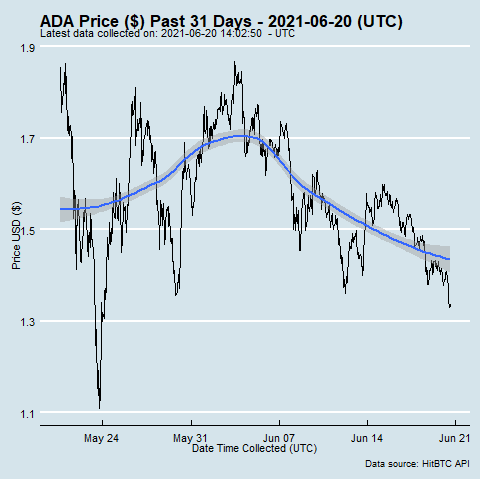 ADA Price ($) Past 31 Days - 2021-06-20 (UTC)
Latest data collected on: 2021-06-20 14:02:50 - UTC
1.9
1.7
1.5
1.3
1.1
Price USD ($)
May 24 May 31 Jun 07 Jun 14 Jun 21
Date Time Collected (UTC)
Data source: HitBTC API